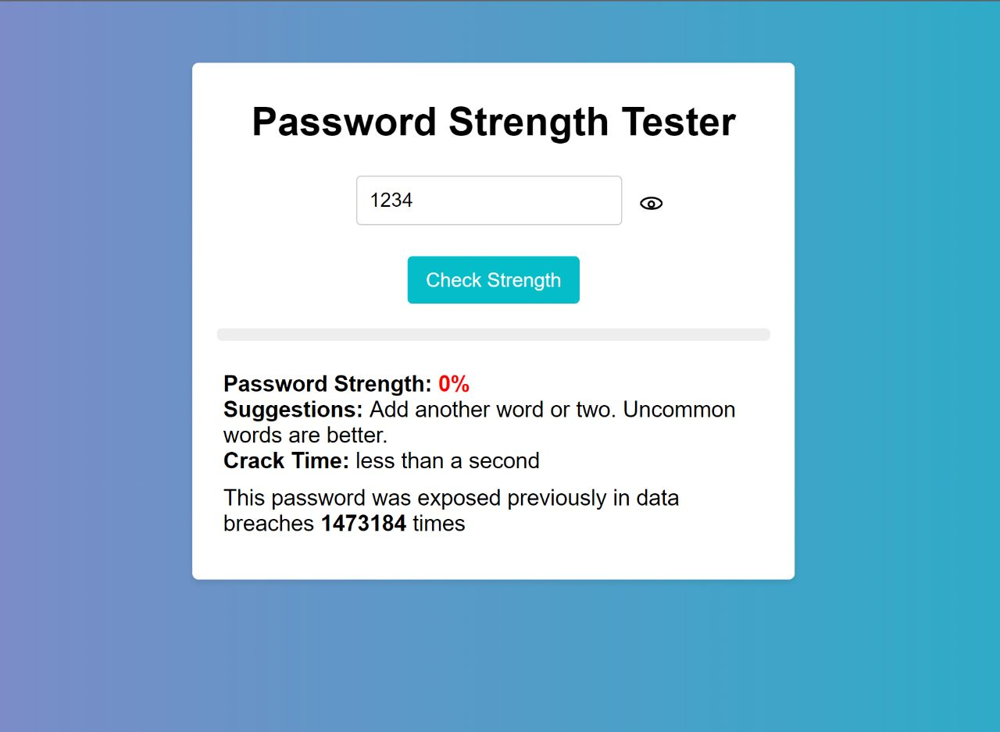 Password Strength Tester
1234
Check Strength
Password Strength: 0%
Suggestions: Add another word or two. Uncommon
words are better.
Crack Time: less than a second
This password was exposed previously in data
breaches 1473184 times